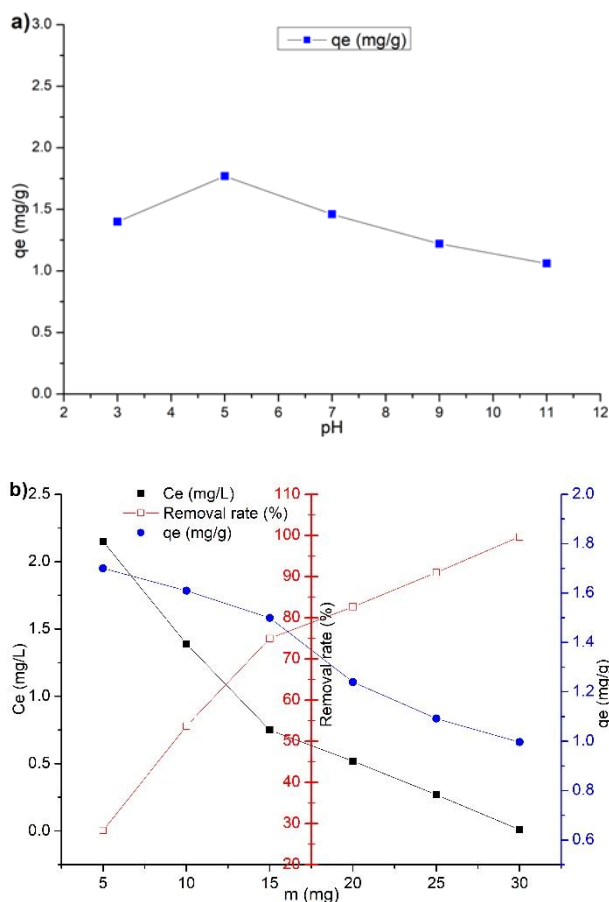 a)
3.0
2.5
2.0
1.5
1.0
0.5
0.0
qe (mg/g)
qe (mg/g)
2 3 4 5 6 7 8 9 10 11 12
pH
b)
2.5
2.0
1.5
1.0
0.5
0.0
Ce (mg/L)
Ce (mg/L)
Removal rate (%)
qe (mg/g)
110
100
90
80
70
60
50
40
30
20
Removal rate (%)
2.0
1.8
1.6
1.4
1.2
1.0
0.8
0.6
qe (mg/g)
5 10 15 20 25 30
m (mg)